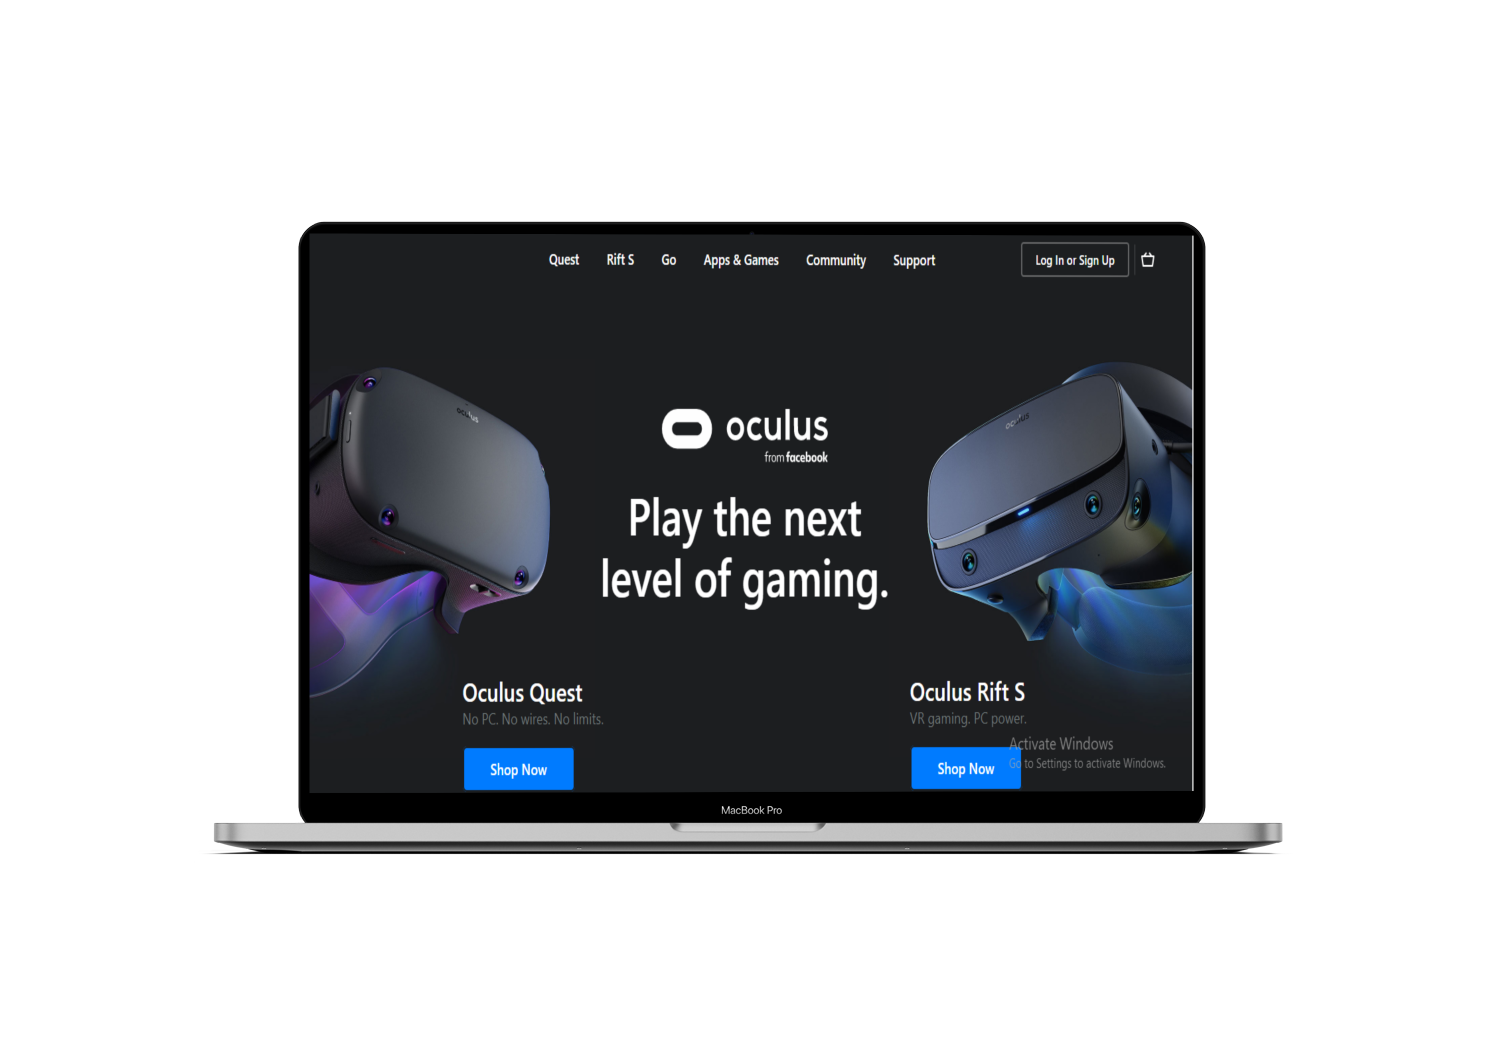 Quest Rift S Go Apps & Games Community Support Log In or Sign Up
oculus
oculus
oculus
from facebook
Play the next
level of gaming.
Oculus Quest
No PC. No wires. No limits.
Shop Now
Oculus Rift S
VR gaming. PC power.
Shop Now
Activate Windows
Go to Settings to activate Windows.
MacBook Pro